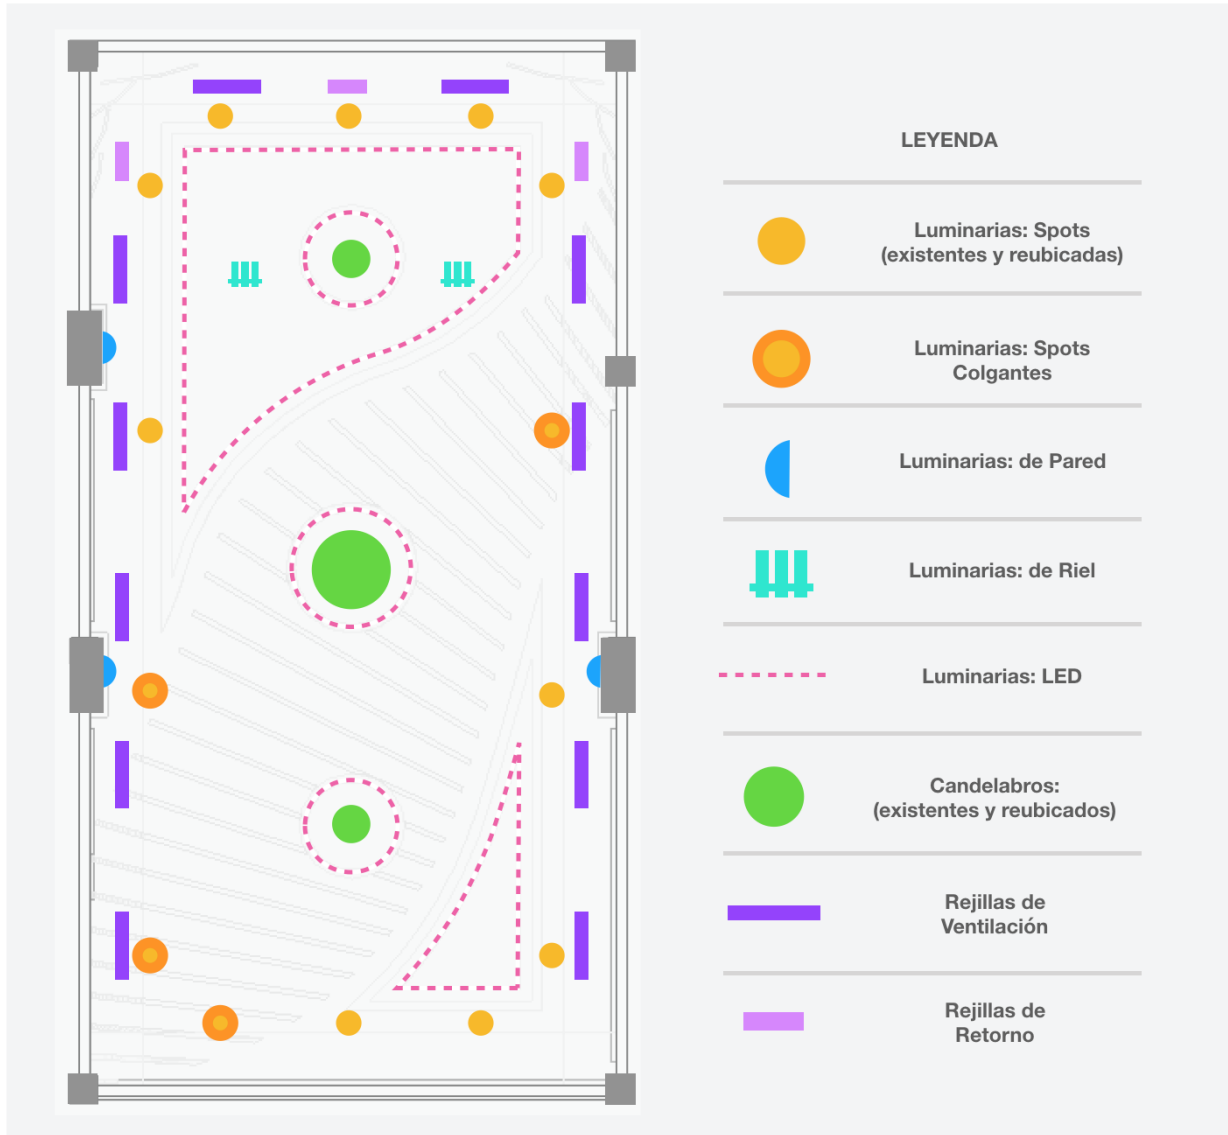 LEYENDA
Luminarias: Spots
(existentes y reubicadas)
Luminarias: Spots
Colgantes
Luminarias: de Pared
Luminarias: de Riel
Luminarias: LED
Candelabros:
(existentes y reubicados)
Rejillas de
Ventilación
Rejillas de
Retorno